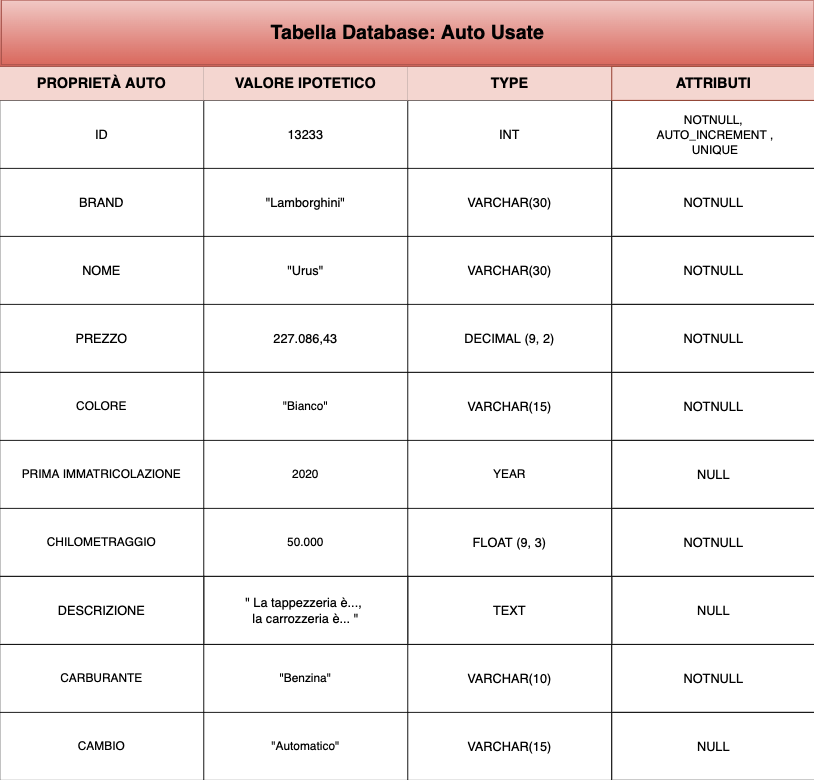 Tabella Database: Auto Usate
PROPRIETÀ AUTO VALORE IPOTETICO TYPE ATTRIBUTI
ID 13233 INT NOTNULL,
AUTO_INCREMENT ,
UNIQUE
BRAND "Lamborghini" VARCHAR(30) NOTNULL
NOME "Urus" VARCHAR(30) NOTNULL
PREZZO 227.086,43 DECIMAL (9, 2) NOTNULL
COLORE "Bianco" VARCHAR(15) NOTNULL
PRIMA IMMATRICOLAZIONE 2020 YEAR NULL
CHILOMETRAGGIO 50.000 FLOAT (9, 3) NOTNULL
DESCRIZIONE " La tappezzeria è...,
la carrozzeria è... " TEXT NULL
CARBURANTE "Benzina" VARCHAR(10) NOTNULL
CAMBIO "Automatico" VARCHAR(15) NULL